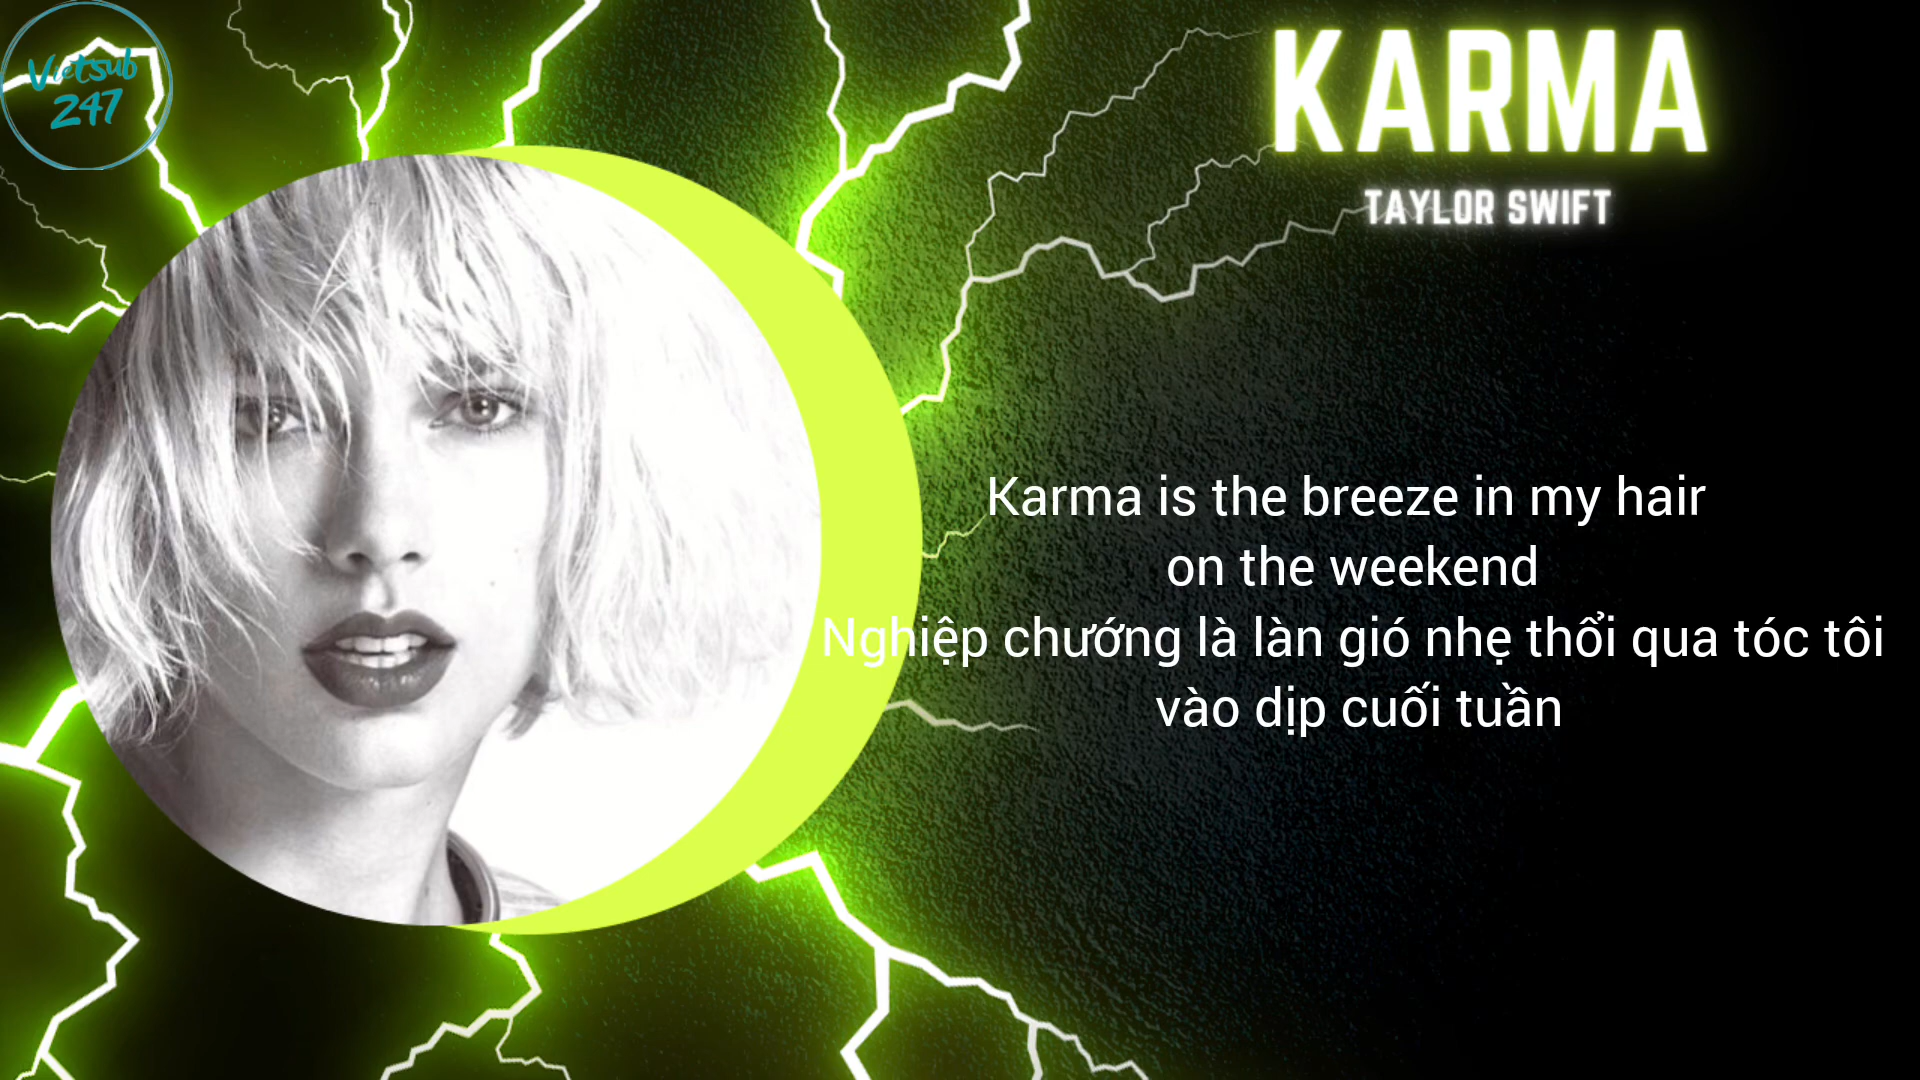 Vietsub
247
KARMA
TAYLOR SWIFT
Karma is the breeze in my hair
on the weekend
Nghiệp chướng là làn gió nhẹ thổi qua tóc tôi
vào dịp cuối tuần